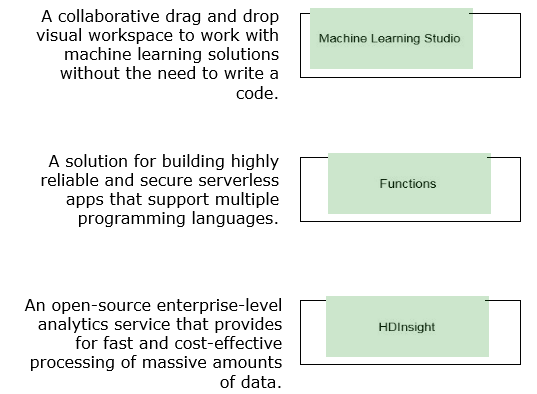 A collaborative drag and drop
visual workspace to work with
machine learning solutions
without the need to write a
code.
Machine Learning Studio
A solution for building highly
reliable and secure serverless
apps that support multiple
programming languages.
Functions
An open-source enterprise-level
analytics service that provides
for fast and cost-effective
processing of massive amounts
of data.
HDInsight